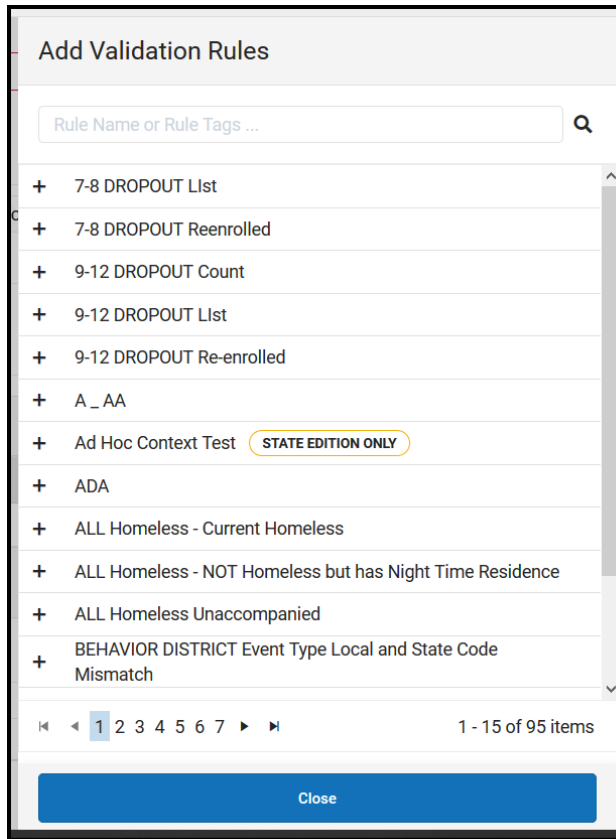 Add Validation Rules
Rule Name or Rule Tags ...
+ 7-8 DROPOUT LIst
+ 7-8 DROPOUT Reenrolled
+ 9-12 DROPOUT Count
+ 9-12 DROPOUT LIst
+ 9-12 DROPOUT Re-enrolled
+ A _ AA
+ Ad Hoc Context Test STATE EDITION ONLY
+ ADA
+ ALL Homeless - Current Homeless
+ ALL Homeless - NOT Homeless but has Night Time Residence
+ ALL Homeless Unaccompanied
+ BEHAVIOR DISTRICT Event Type Local and State Code
Mismatch
1 2 3 4 5 6 7 1 - 15 of 95 items
Close